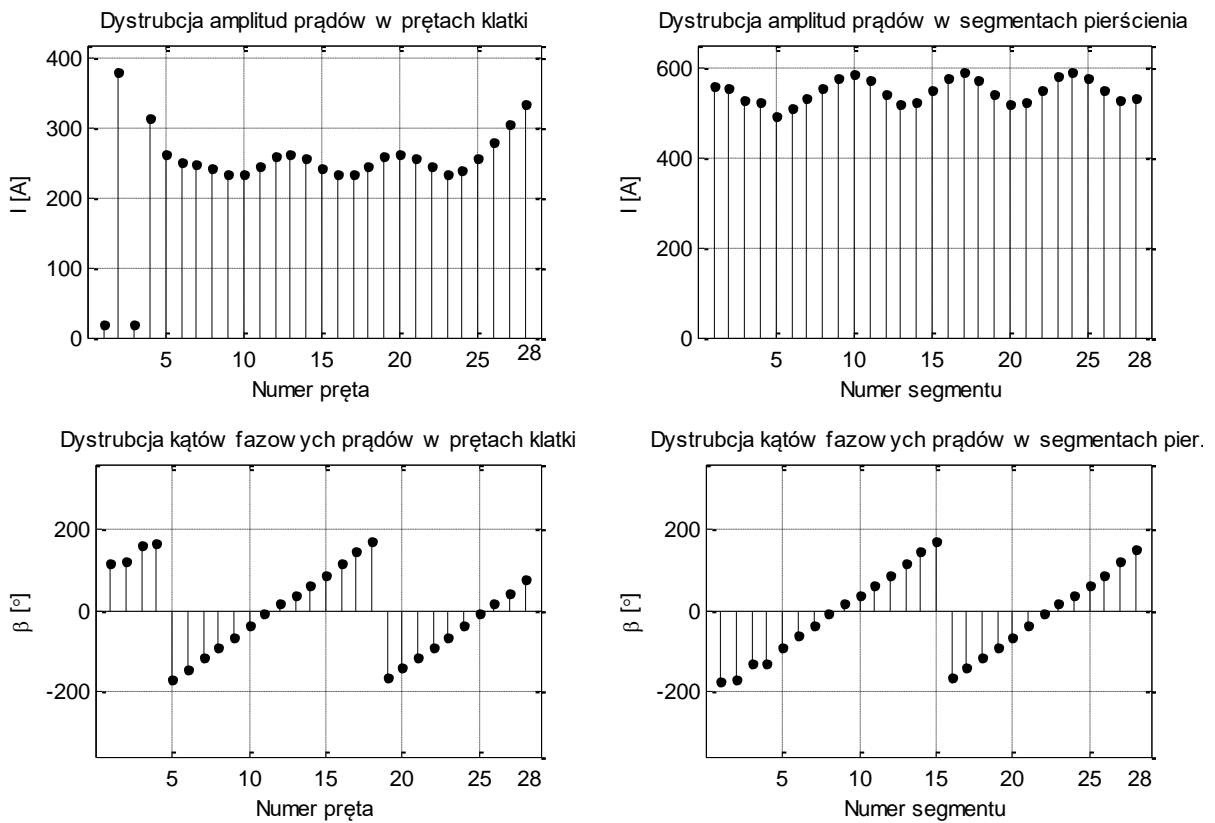 Dystrubcja amplitud prądów w prętach klatki
400
300
200
100
0
I [A]
5 10 15 20 25 28
Numer pręta
Dystrubcja amplitud prądów w segmentach pierścienia
600
400
200
0
I [A]
5 10 15 20 25 28
Numer segmentu
Dystrubcja kątów fazowych prądów w prętach klatki
200
0
-200
β [°]
5 10 15 20 25 28
Numer pręta
Dystrubcja kątów fazowych prądów w segmentach pier.
200
0
-200
β [°]
5 10 15 20 25 28
Numer segmentu